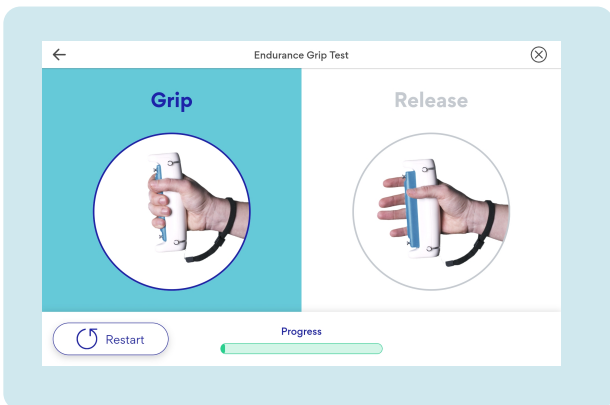 Endurance Grip Test
Grip
Release
Restart
Progress